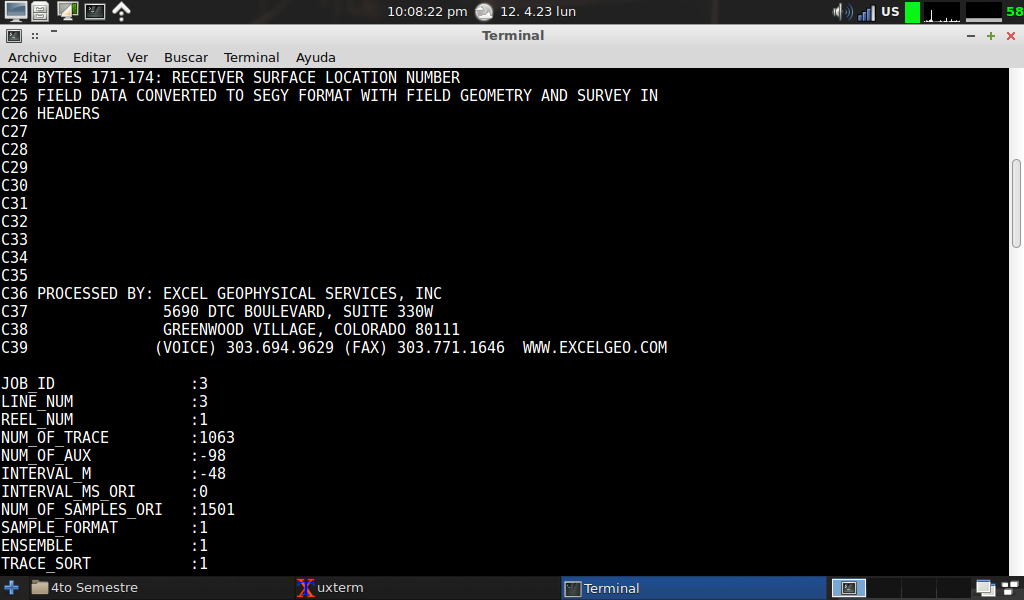 10:08:22 pm 12. 4.23 lun US 58
Terminal
Archivo Editar Ver Buscar Terminal Ayuda
C24 BYTES 171-174: RECEIVER SURFACE LOCATION NUMBER
C25 FIELD DATA CONVERTED TO SEGY FORMAT WITH FIELD GEOMETRY AND SURVEY IN
C26 HEADERS
C27
C28
C29
C30
C31
C32
C33
C34
C35
C36 PROCESSED BY: EXCEL GEOPHYSICAL SERVICES, INC
C37 5690 DTC BOULEVARD, SUITE 330W
C38 GREENWOOD VILLAGE, COLORADO 80111
C39 (VOICE) 303.694.9629 (FAX) 303.771.1646 WWW.EXCELGEO.COM
JOB_ID :3
LINE_NUM :3
REEL_NUM :1
NUM_OF_TRACE :1063
NUM_OF_AUX :-98
INTERVAL_M :-48
INTERVAL_MS_ORI :0
NUM_OF_SAMPLES_ORI :1501
SAMPLE_FORMAT :1
ENSEMBLE :1
TRACE_SORT :1
4to Semestre uxterm Terminal